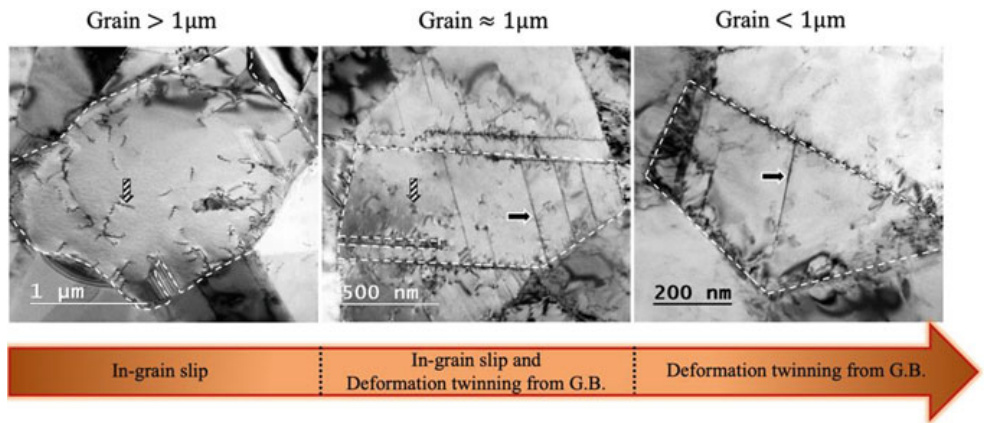 Grain > 1μm
Grain ≈ 1μm
Grain < 1μm
1 μm
500 nm
200 nm
In-grain slip
In-grain slip and
Deformation twinning from G.B.
Deformation twinning from G.B.